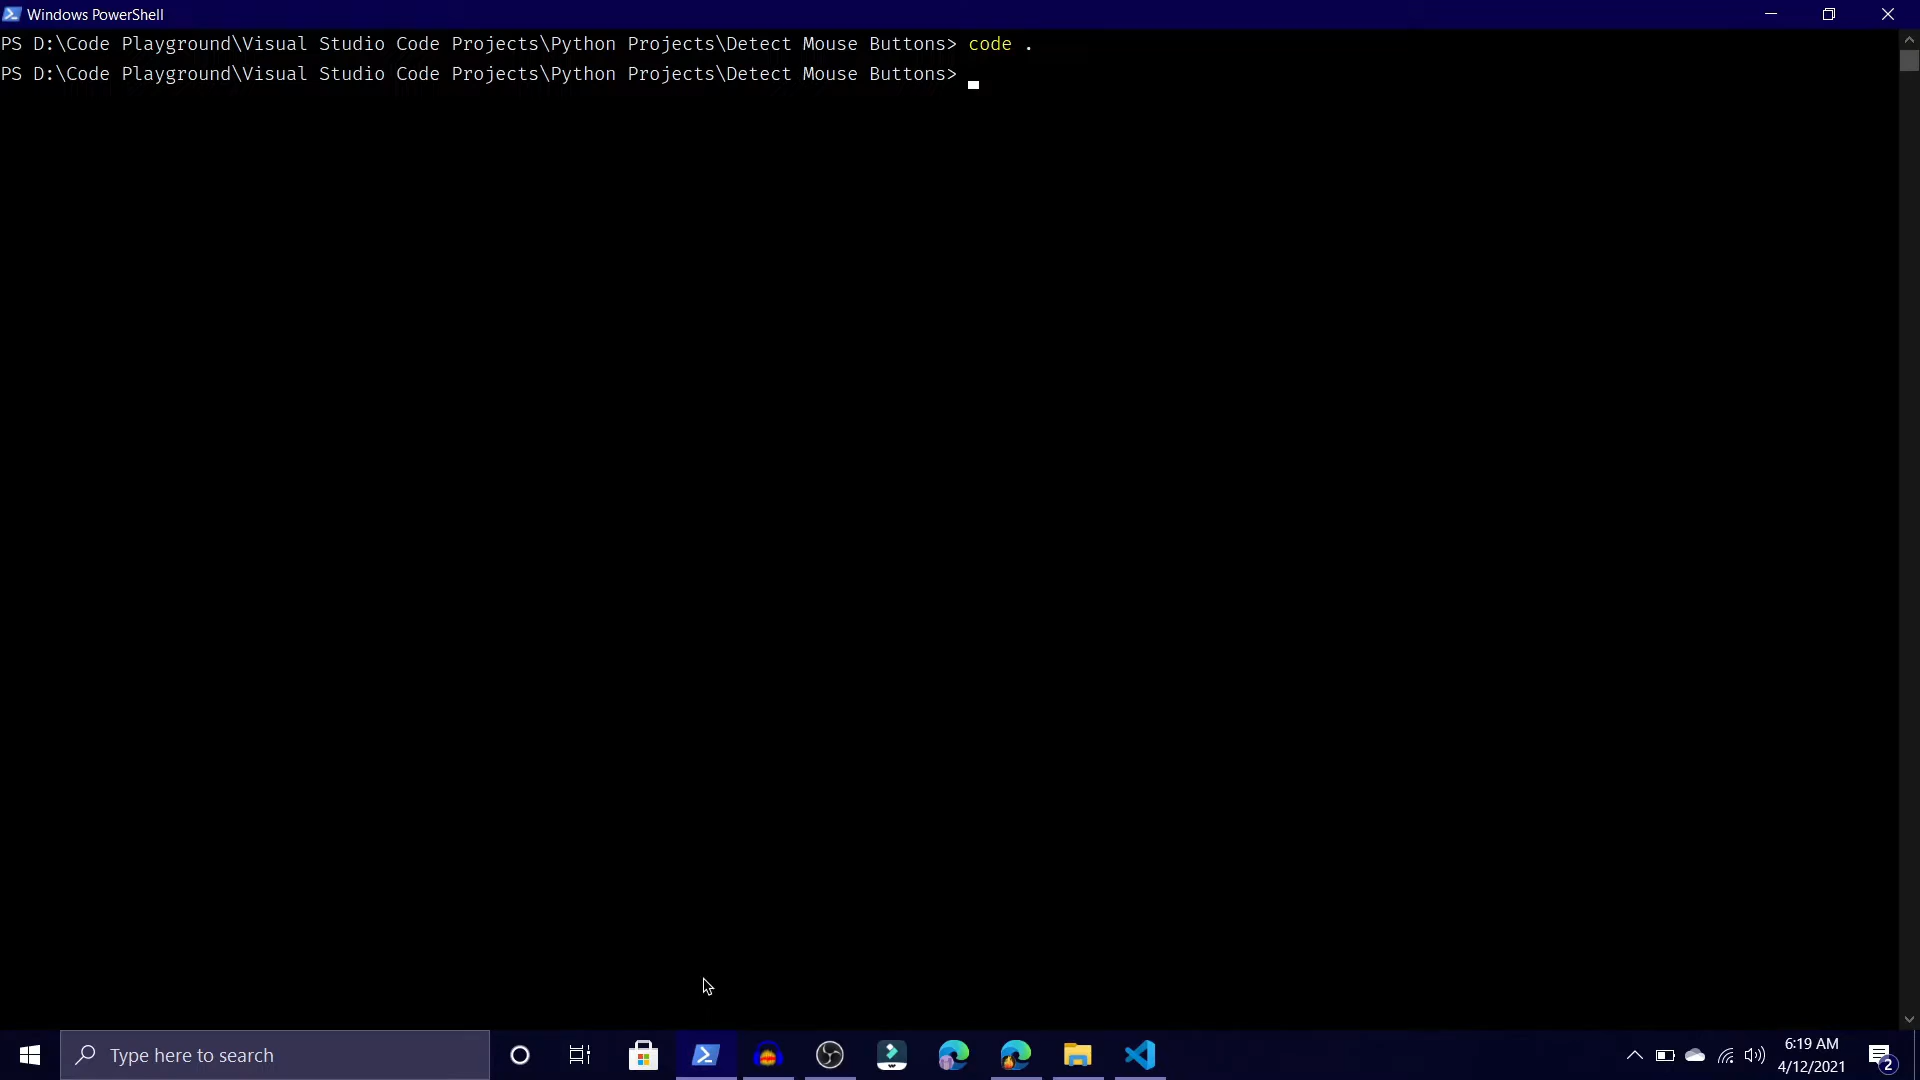 Windows PowerShell
PS D:\Code Playground\Visual Studio Code Projects\Python Projects\Detect Mouse Buttons> code .
PS D:\Code Playground\Visual Studio Code Projects\Python Projects\Detect Mouse Buttons>
Type here to search
6:19 AM
4/12/2021
2